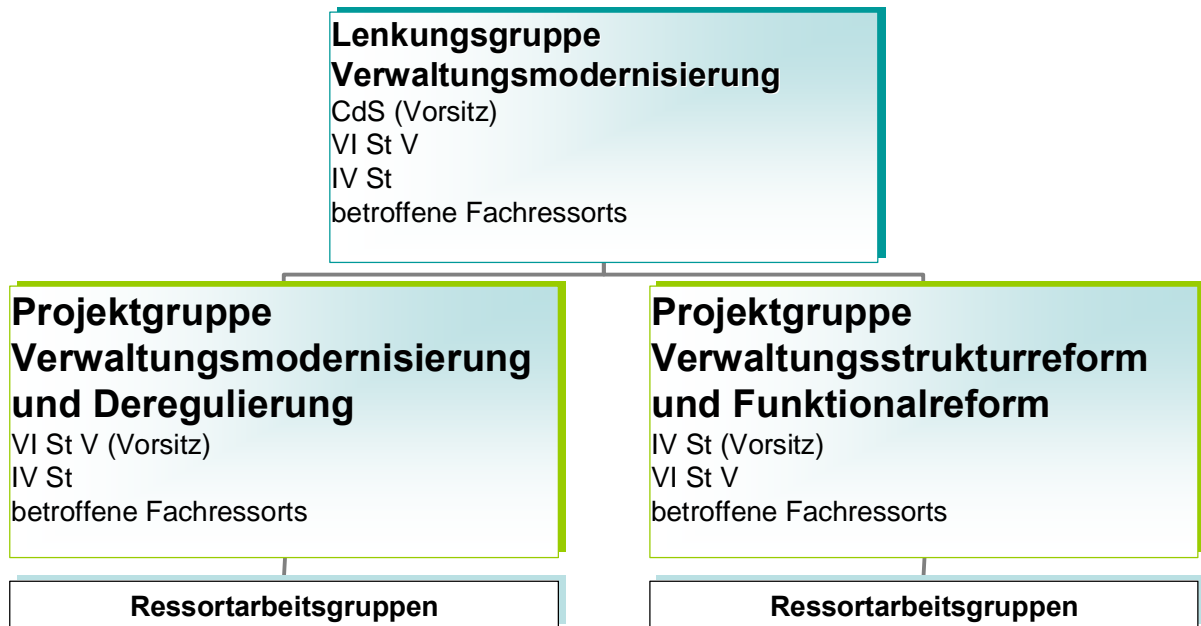 Lenkungsgruppe
Verwaltungsmodernisierung
CdS (Vorsitz)
VI St V
IV St
betroffene Fachressorts
Projektgruppe
Verwaltungsmodernisierung
und Deregulierung
VI St V (Vorsitz)
IV St
betroffene Fachressorts
Projektgruppe
Verwaltungsstrukturreform
und Funktionalreform
IV St (Vorsitz)
VI St V
betroffene Fachressorts
Ressortarbeitsgruppen
Ressortarbeitsgruppen